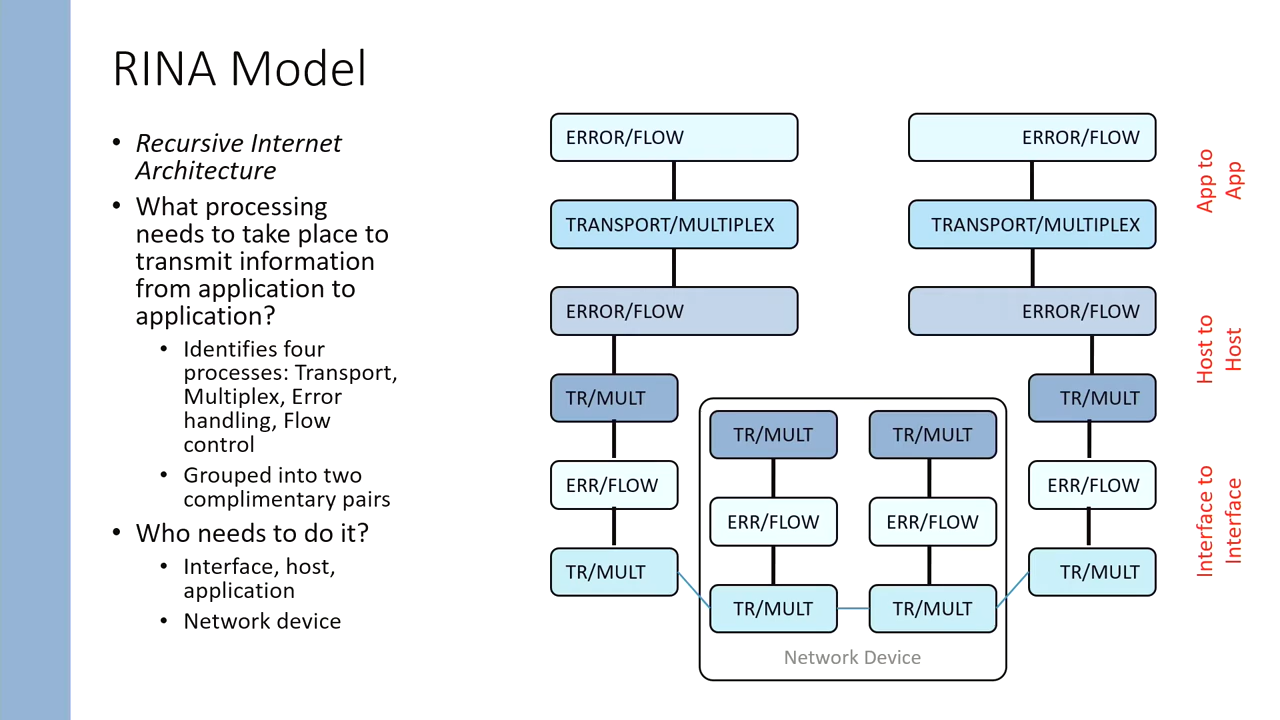 RINA Model
• Recursive Internet
Architecture
• What processing
needs to take place to
transmit information
from application to
application?
• Identifies four
processes: Transport,
Multiplex, Error
handling, Flow
control
• Grouped into two
complimentary pairs
• Who needs to do it?
• Interface, host,
application
• Network device
ERROR/FLOW
ERROR/FLOW
TRANSPORT/MULTIPLEX
TRANSPORT/MULTIPLEX
ERROR/FLOW
ERROR/FLOW
TR/MULT
TR/MULT
TR/MULT
TR/MULT
ERR/FLOW
ERR/FLOW
ERR/FLOW
ERR/FLOW
TR/MULT
TR/MULT
TR/MULT
TR/MULT
Network Device
App to
App
Host to
Host
Interface to
Interface